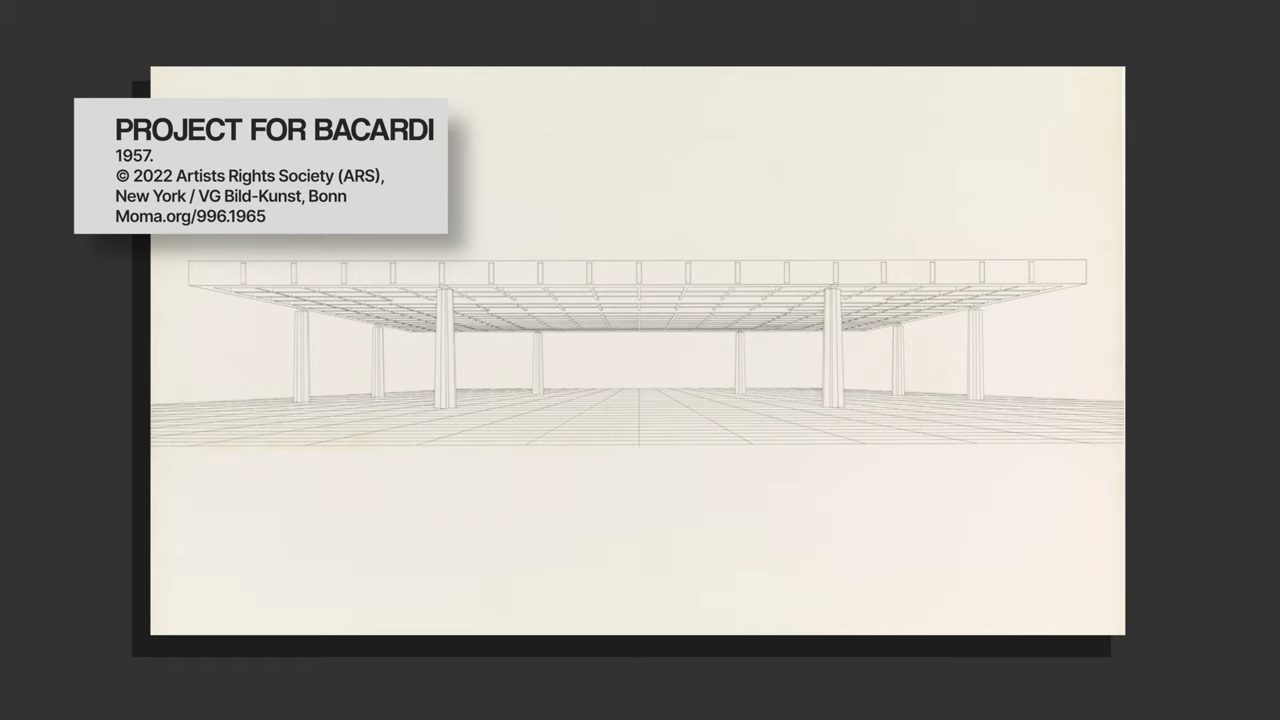 PROJECT FOR BACARDI
1957.
© 2022 Artists Rights Society (ARS),
New York / VG Bild-Kunst, Bonn
Moma.org/996.1965